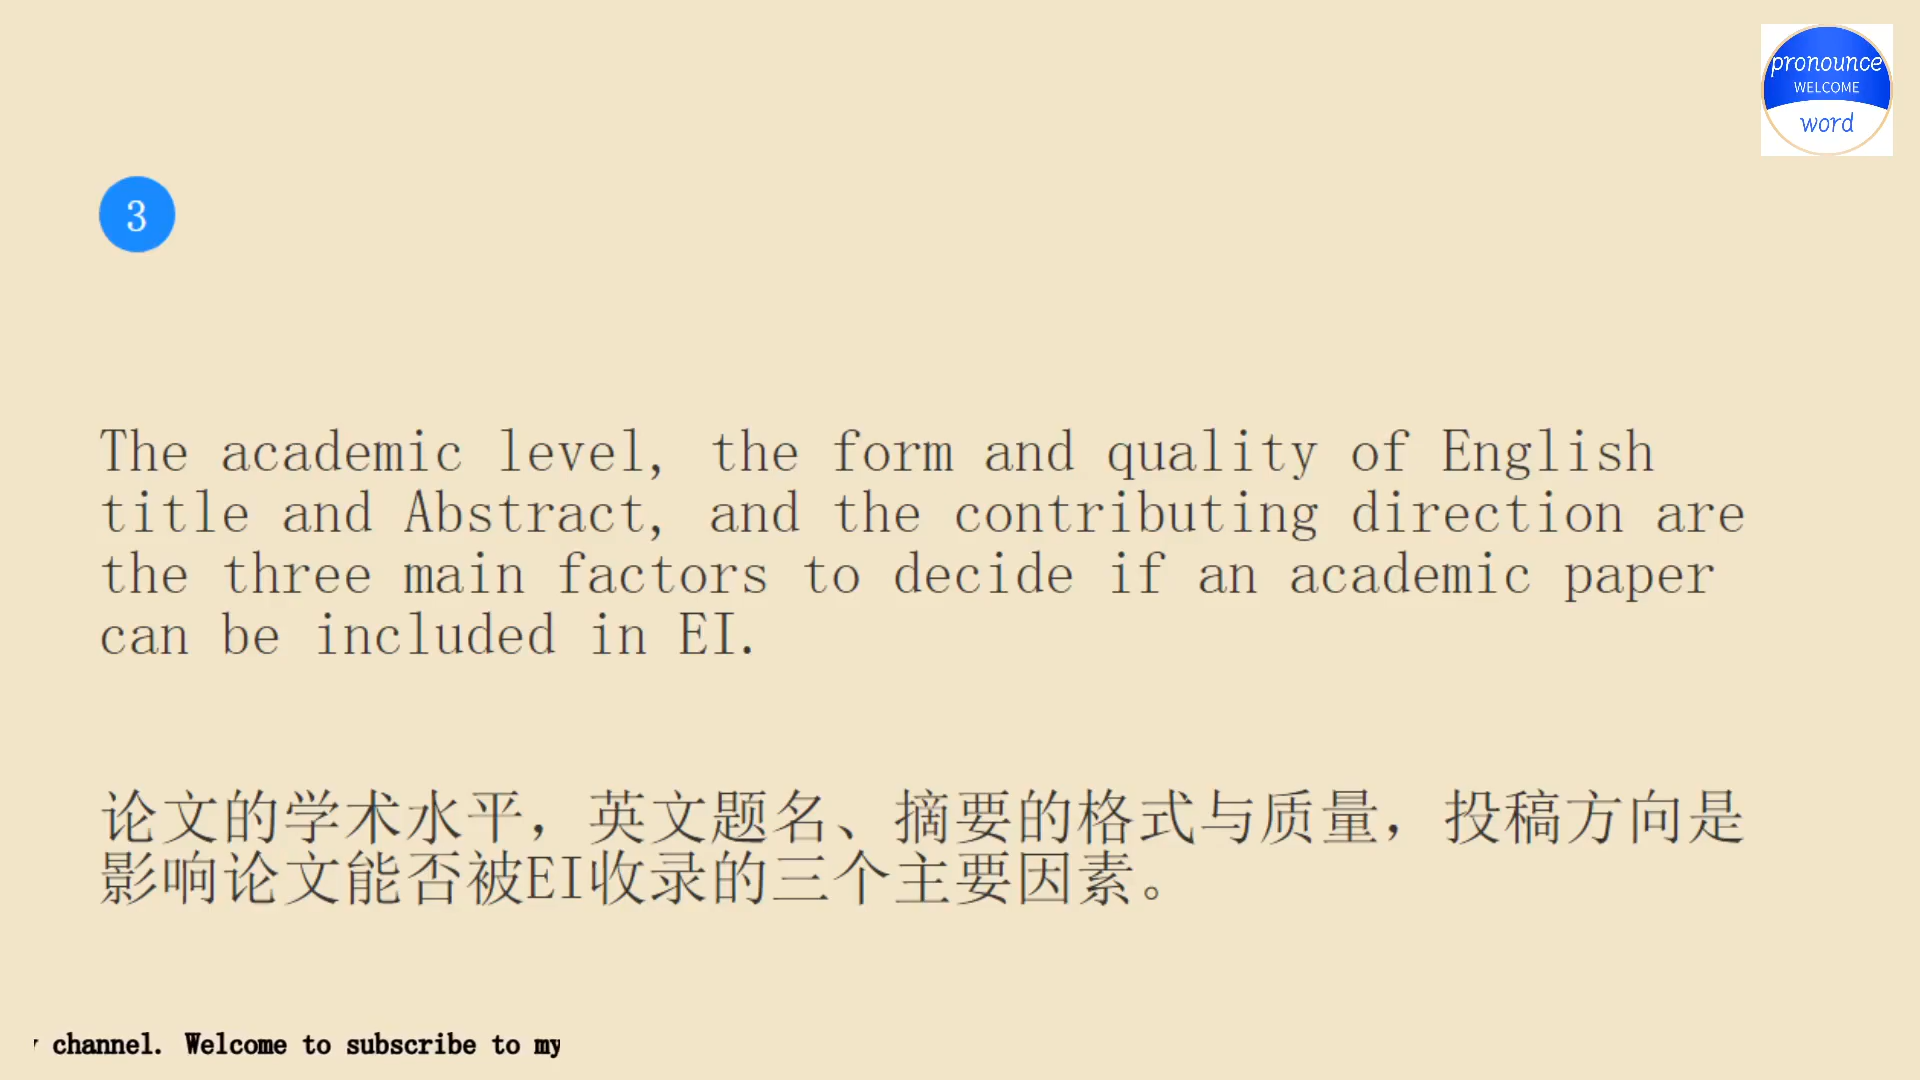 pronounce
WELCOME
word
3
The academic level, the form and quality of English
title and Abstract, and the contributing direction are
the three main factors to decide if an academic paper
can be included in EI.
论文的学术水平，英文题名、摘要的格式与质量，投稿方向是
影响论文能否被EI收录的三个主要因素。
channel. Welcome to subscribe to my